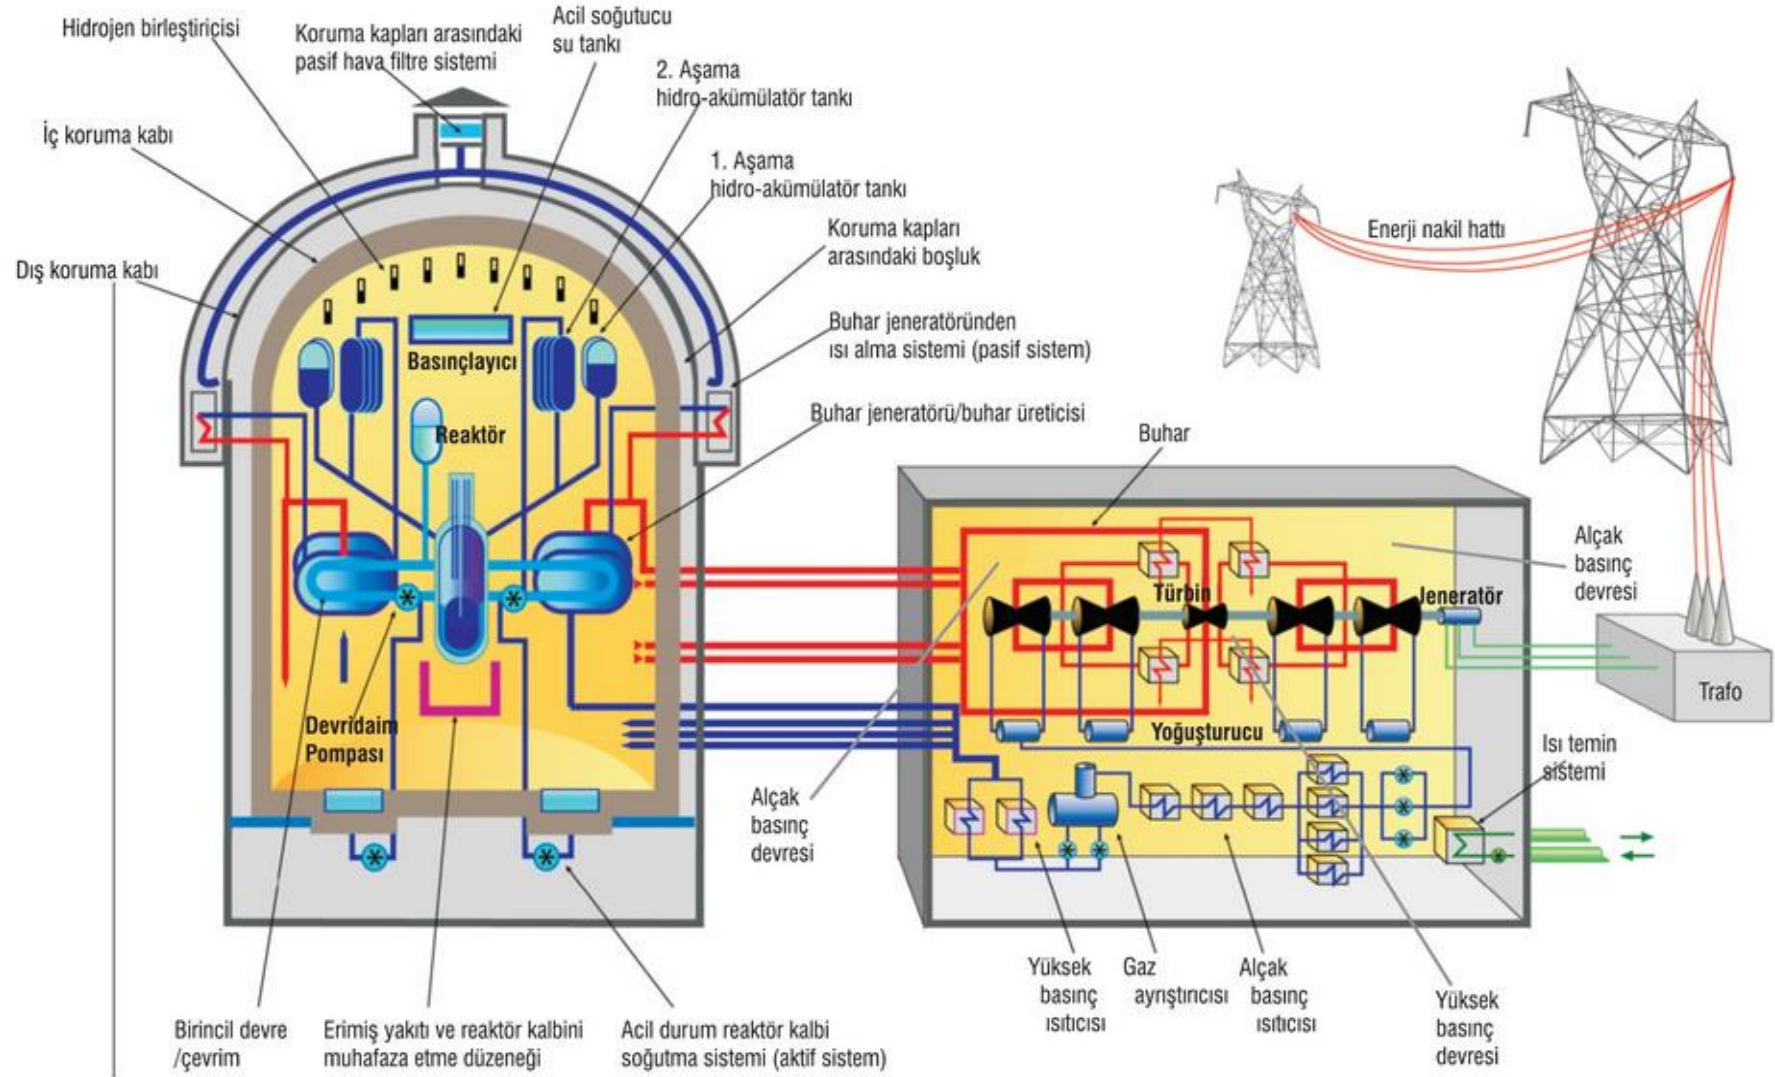 Hidrojen birleştiricisi
Koruma kapları arasındaki
pasif hava filtre sistemi
Acil soğutucu
su tankı
2. Aşama
hidro-akümülatör tankı
İç koruma kabı
1. Aşama
hidro-akümülatör tankı
Koruma kapları
arasındaki boşluk
Dış koruma kabı
Buhar jeneratöründen
ısı alma sistemi (pasif sistem)
Basınçlayıcı
Reaktör
Buhar jeneratörü/buhar üreticisi
Enerji nakil hattı
Buhar
Alçak
basınç
devresi
Türbin
Jeneratör
Trafo
Devridaim
Pompası
Yoğuşturucu
Isı temin
sistemi
Alçak
basınç
devresi
Yüksek
basınç
ısıtıcısı
Gaz
ayrıştırıcısı
Alçak
basınç
ısıtıcısı
Yüksek
basınç
devresi
Birincil devre
/çevrim
Erimiş yakıtı ve reaktör kalbini
muhafaza etme düzeneği
Acil durum reaktör kalbi
soğutma sistemi (aktif sistem)